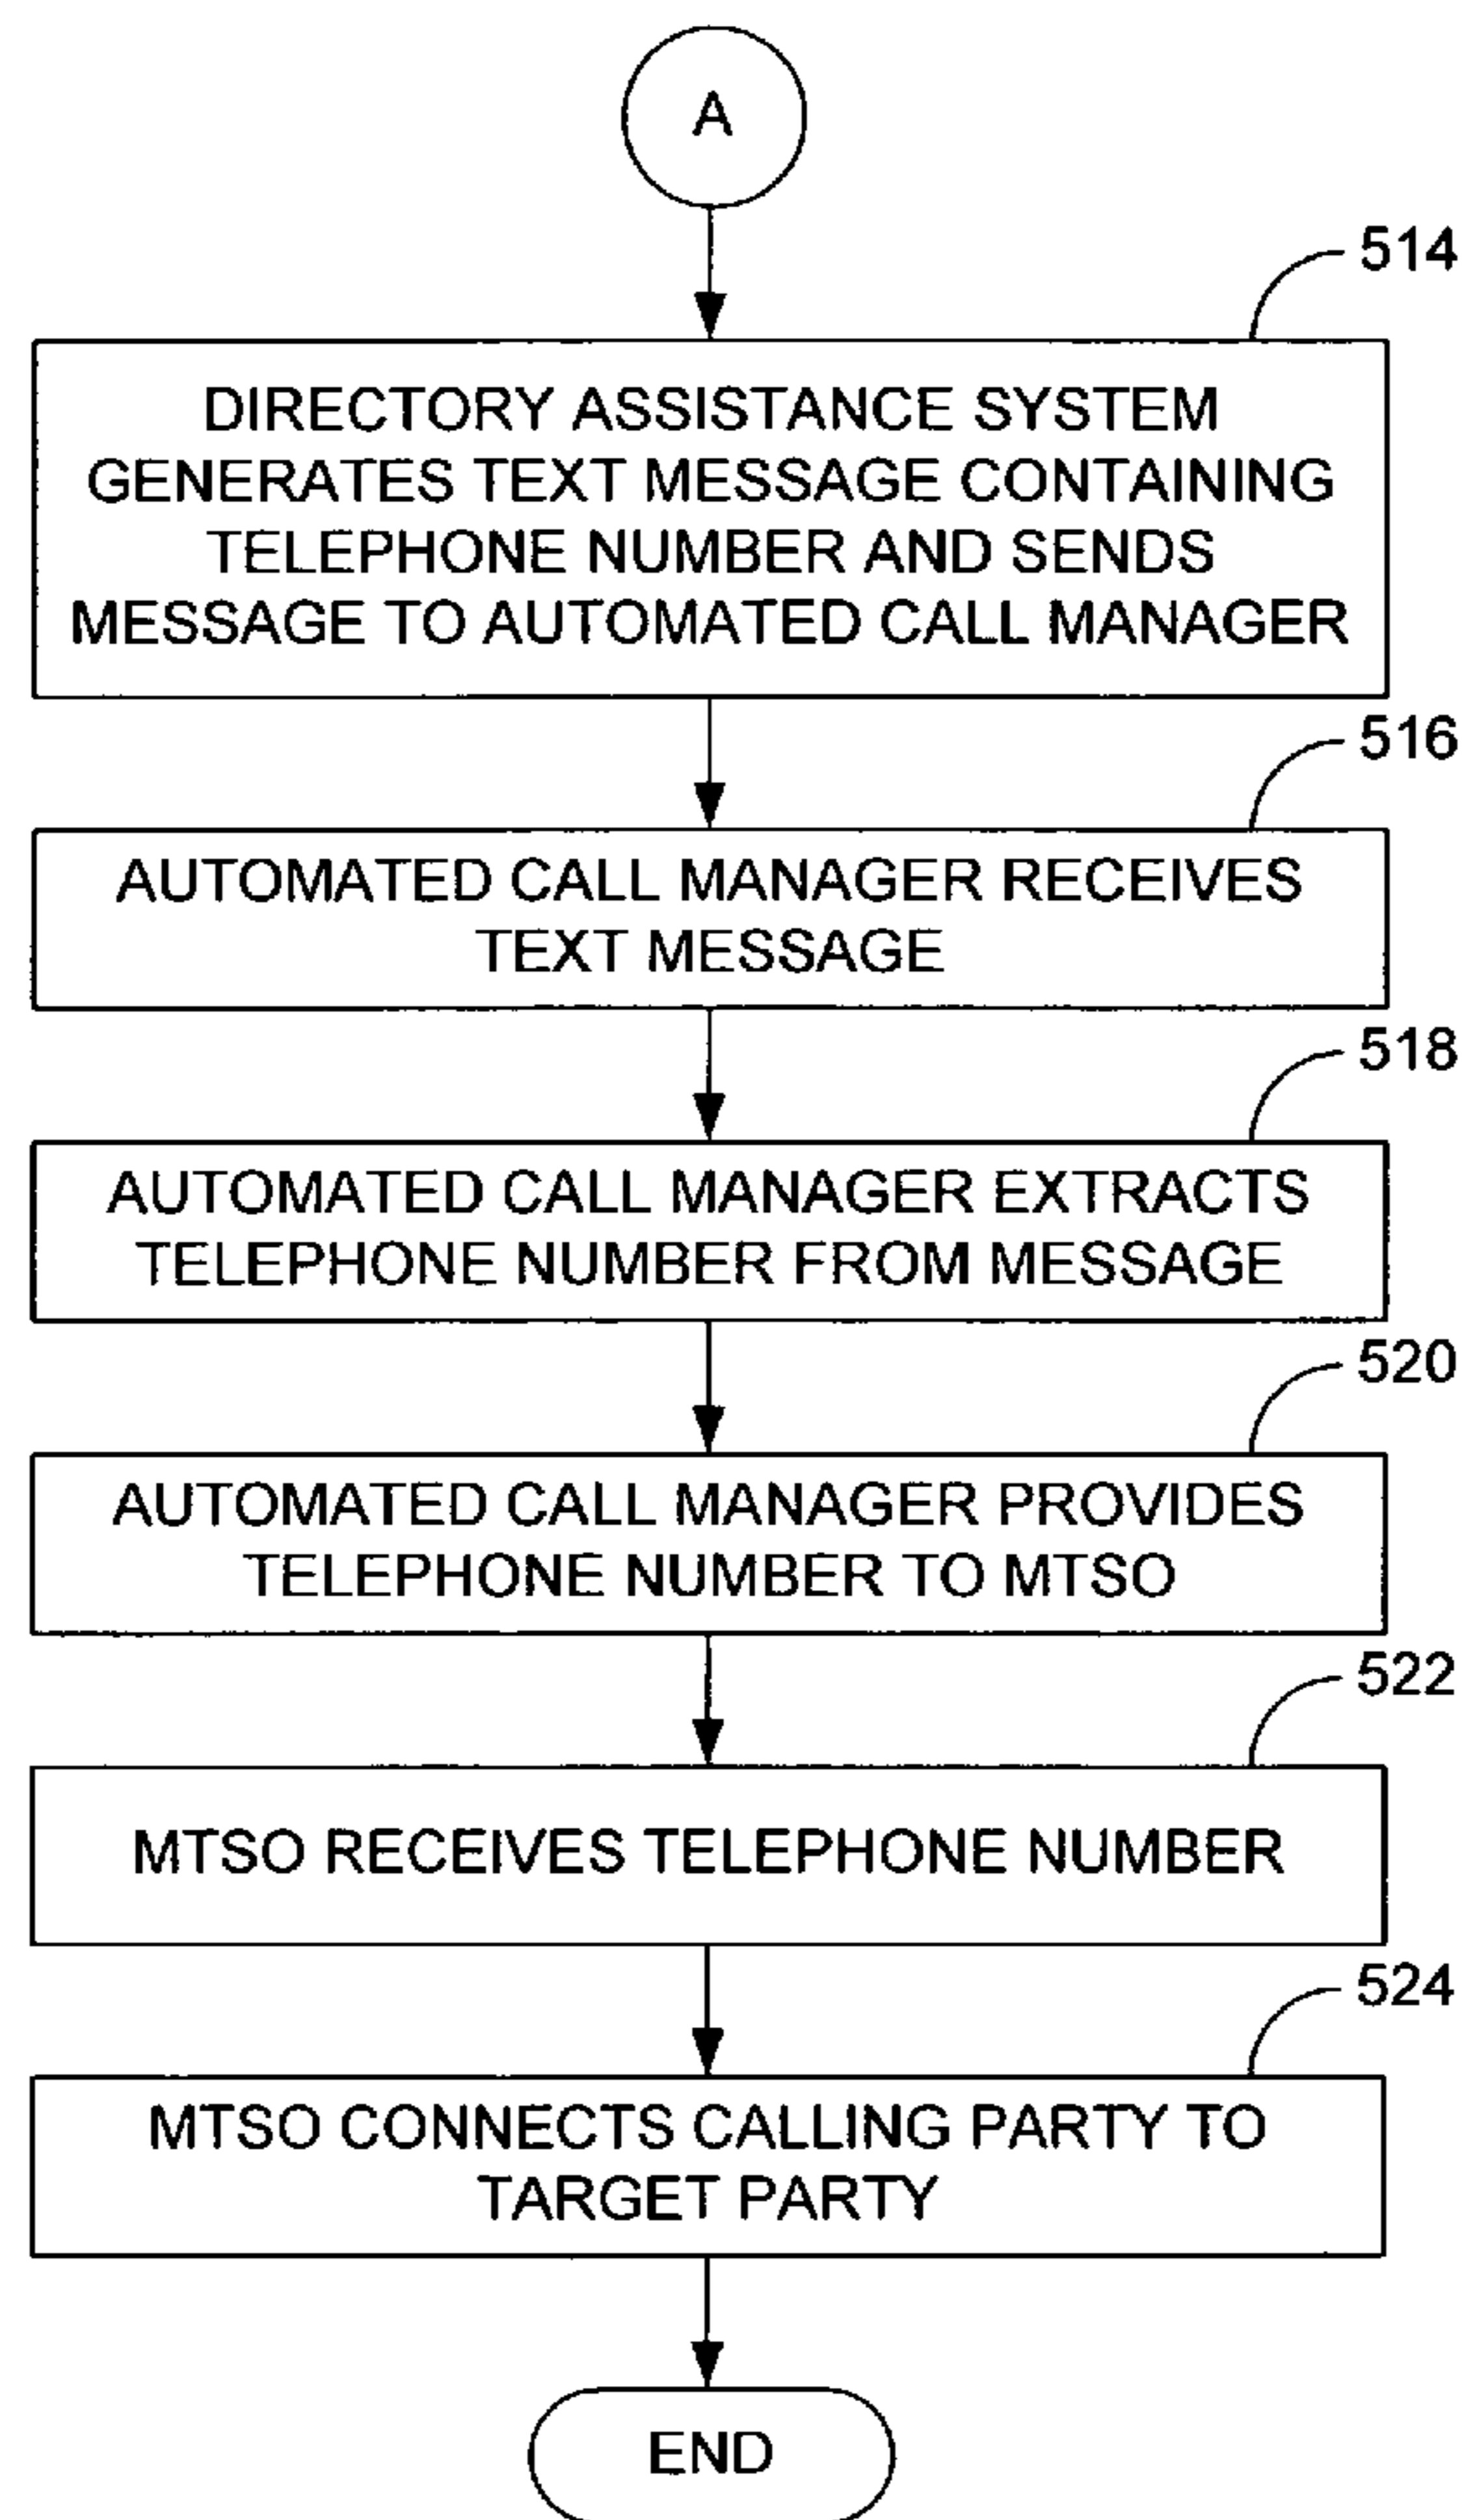 A
514
DIRECTORY ASSISTANCE SYSTEM
GENERATES TEXT MESSAGE CONTAINING
TELEPHONE NUMBER AND SENDS
MESSAGE TO AUTOMATED CALL MANAGER
516
AUTOMATED CALL MANAGER RECEIVES
TEXT MESSAGE
518
AUTOMATED CALL MANAGER EXTRACTS
TELEPHONE NUMBER FROM MESSAGE
520
AUTOMATED CALL MANAGER PROVIDES
TELEPHONE NUMBER TO MTSO
522
MTSO RECEIVES TELEPHONE NUMBER
524
MTSO CONNECTS CALLING PARTY TO
TARGET PARTY
END